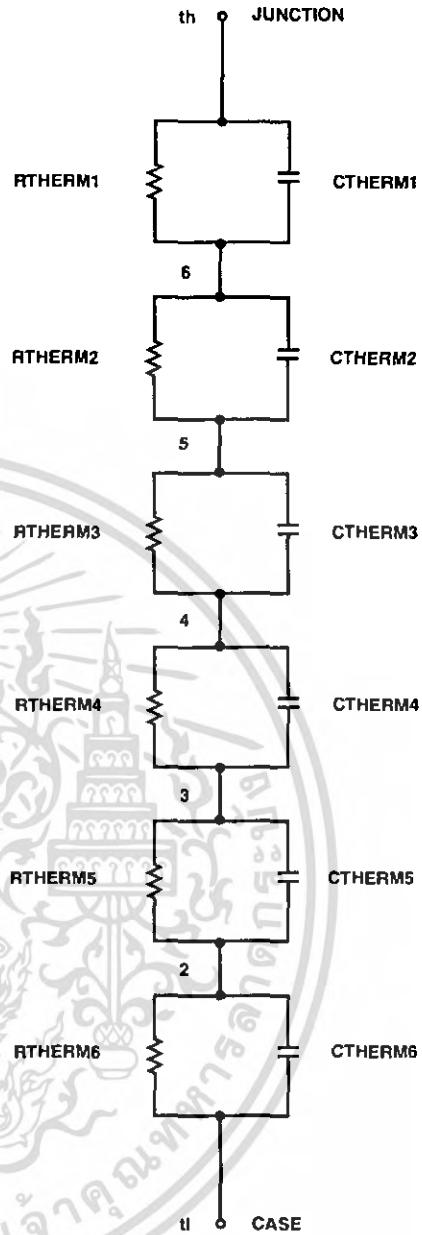 th JUNCTION
RTHERM1 CTHERM1
6
RTHERM2 CTHERM2
5
RTHERM3 CTHERM3
4
RTHERM4 CTHERM4
3
RTHERM5 CTHERM5
2
RTHERM6 CTHERM6
tl CASE